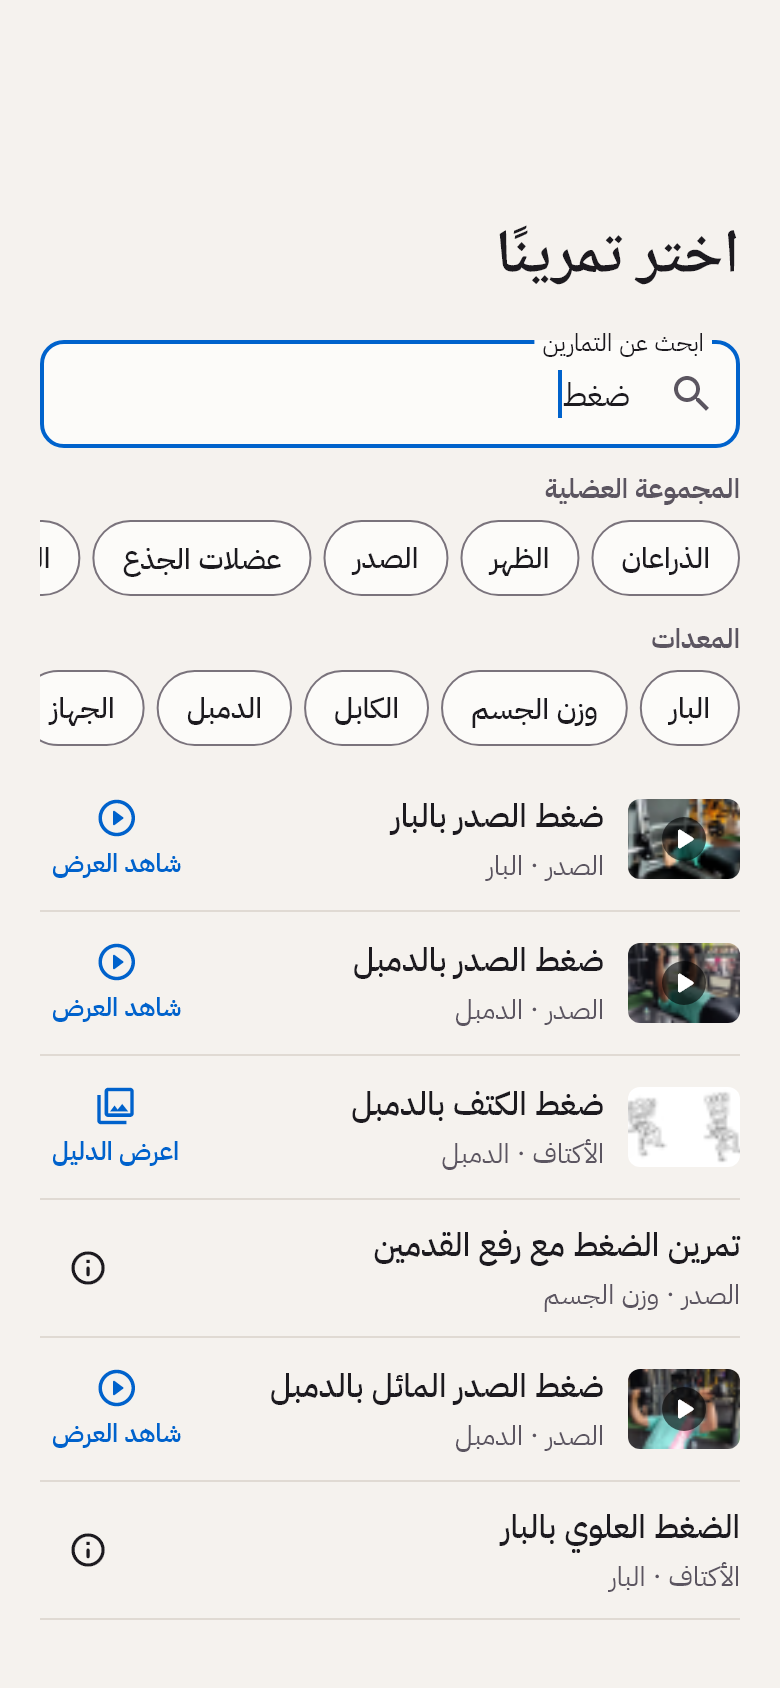 اختر تمرينًا
ابحث عن التمارين
ضغط
المجموعة العضلية
الذراعان
الظهر
الصدر
عضلات الجذع
المعدات
البار
وزن الجسم
الكابل
الدمبل
الجهاز
ضغط الصدر بالبار
الصدر · البار
شاهد العرض
ضغط الصدر بالدمبل
الصدر · الدمبل
شاهد العرض
ضغط الكتف بالدمبل
الأكتاف · الدمبل
اعرض الدليل
تمرين الضغط مع رفع القدمين
الصدر · وزن الجسم
ضغط الصدر المائل بالدمبل
الصدر · الدمبل
شاهد العرض
الضغط العلوي بالبار
الأكتاف · البار